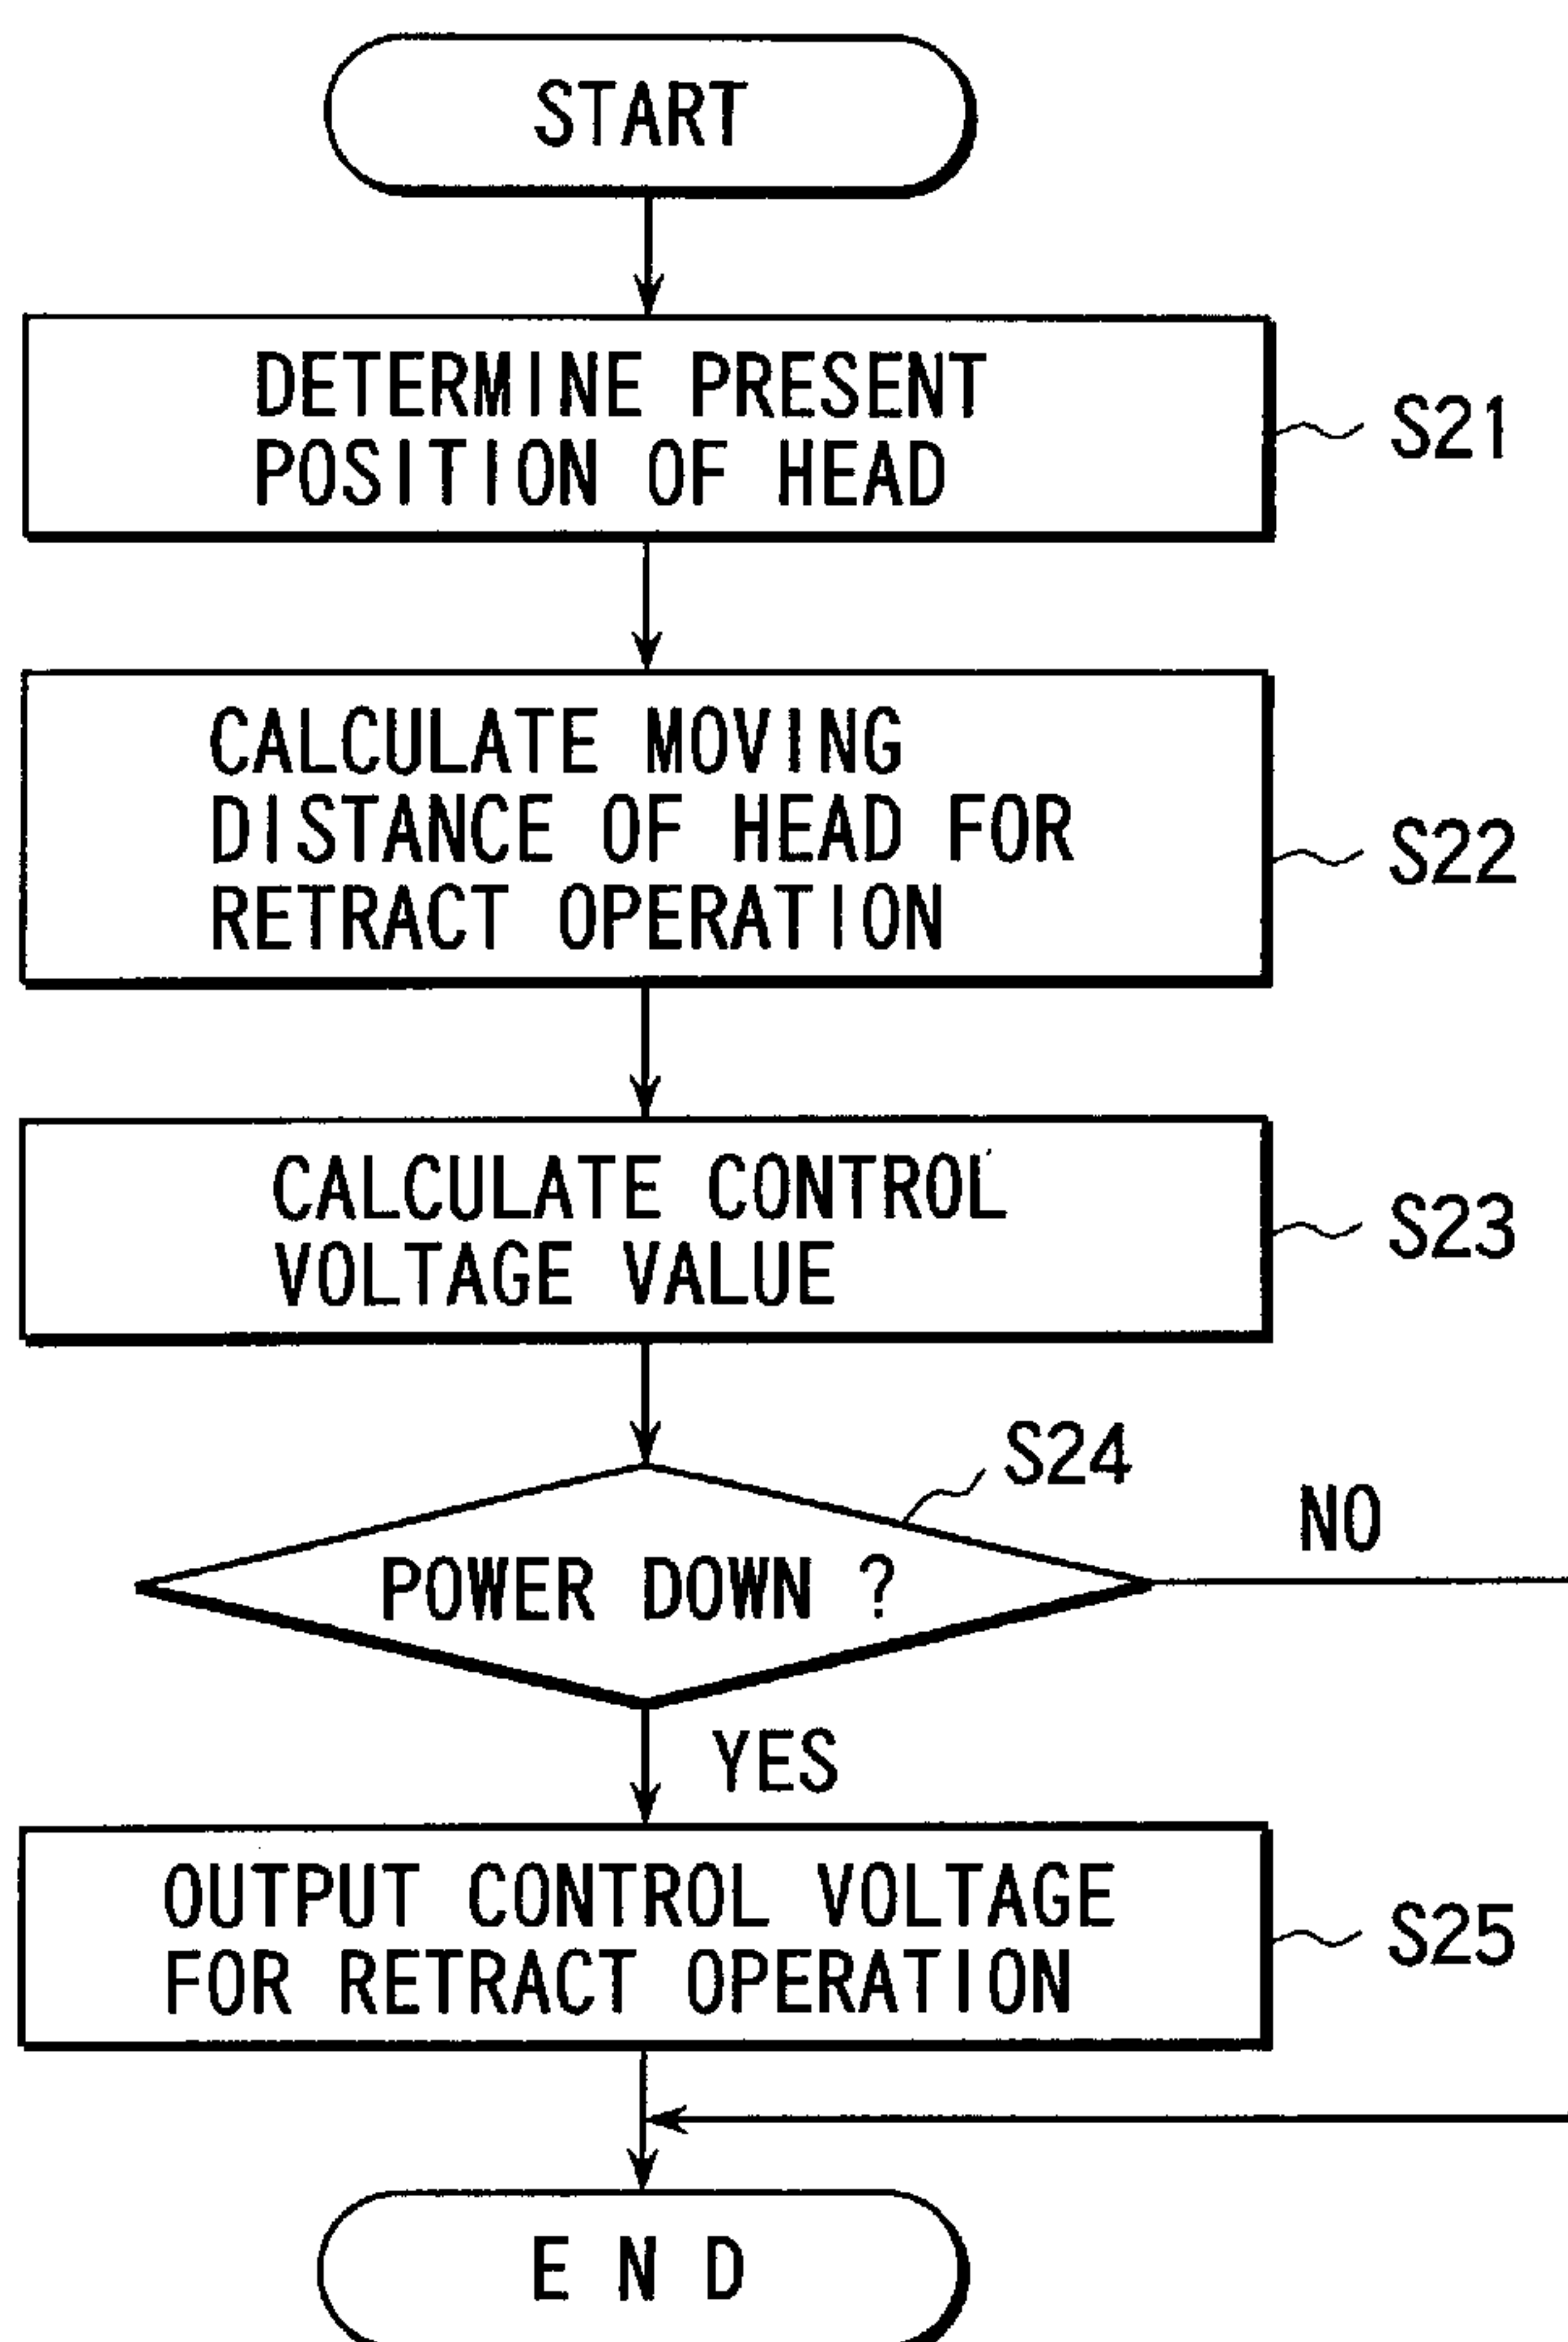 START
DETERMINE PRESENT
POSITION OF HEAD
S21
CALCULATE MOVING
DISTANCE OF HEAD FOR
RETRACT OPERATION
S22
CALCULATE CONTROL
VOLTAGE VALUE
S23
S24
POWER DOWN ?
NO
YES
OUTPUT CONTROL VOLTAGE
FOR RETRACT OPERATION
S25
END